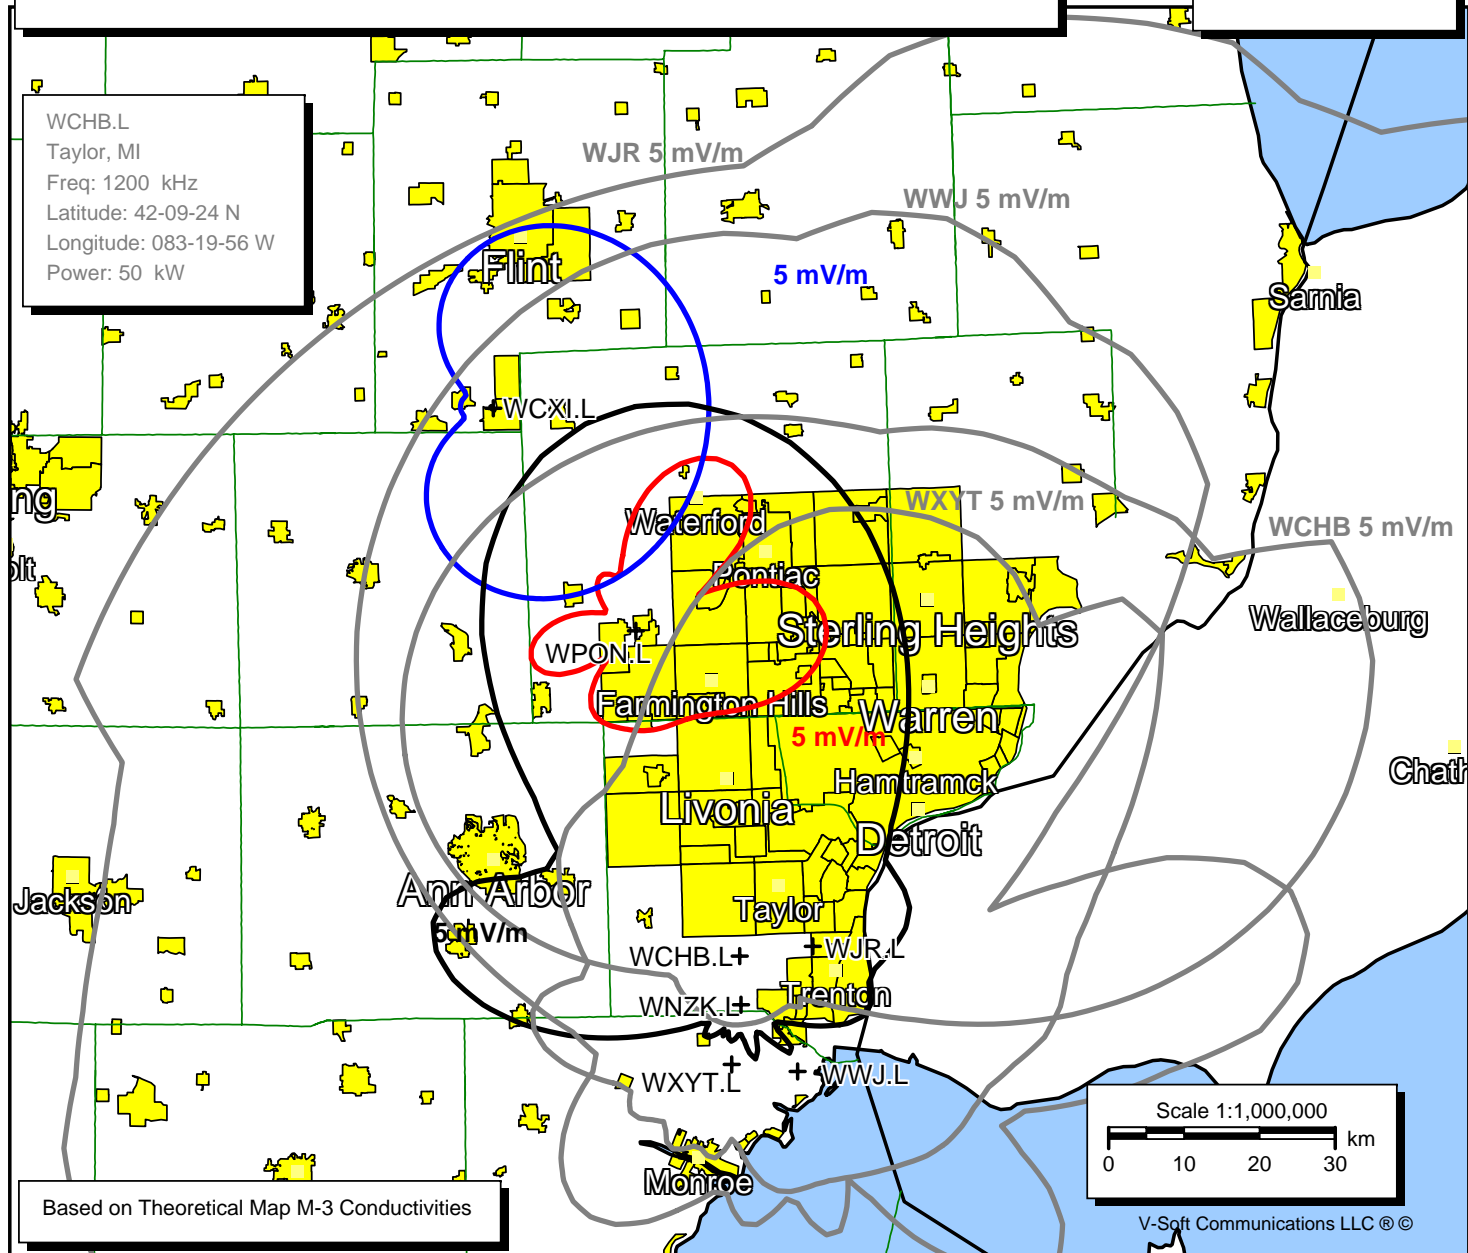 WCHB.L
Taylor, MI
Freq: 1200 kHz
Latitude: 42-09-24 N
Longitude: 083-19-56 W
Power: 50 kW
WJR 5 mV/m
WWJ 5 mV/m
Flint
5 mV/m
Sarnia
WCXI.L
ng
WXYT 5 mV/m
Waterford
WCHB 5 mV/m
olt
Pontiac
Wallaceburg
Sterling Heights
WPON.L
Farmington Hills
Warren
5 mV/m
Chath
Hamtramck
Livonia
Detroit
Ann Arbor
Jackson
Taylor
5 mV/m
WCHB.L
WJR.L
Trenton
WNZK.L
WXYT.L
WWJ.L
Scale 1:1,000,000
km
0 10 20 30
Monroe
Based on Theoretical Map M-3 Conductivities
V-Soft Communications LLC ® ©